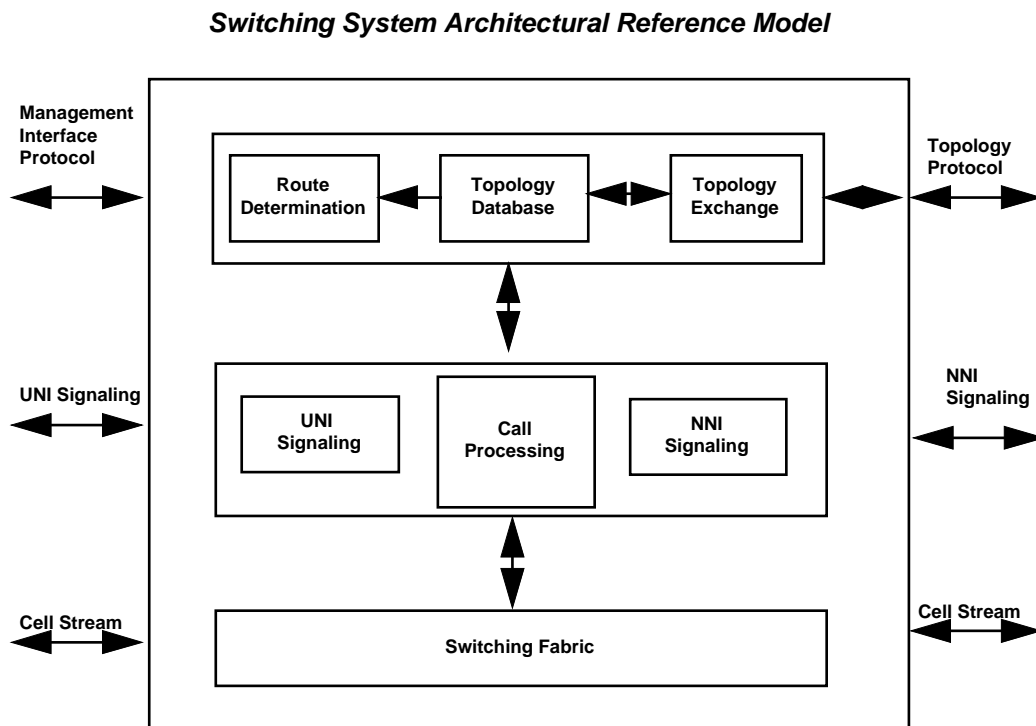 Switching System Architectural Reference Model
Management
Interface
Protocol
Topology
Protocol
Route
Determination
Topology
Database
Topology
Exchange
UNI Signaling
NNI
Signaling
UNI
Signaling
Call
Processing
NNI
Signaling
Cell Stream
Cell Stream
Switching Fabric